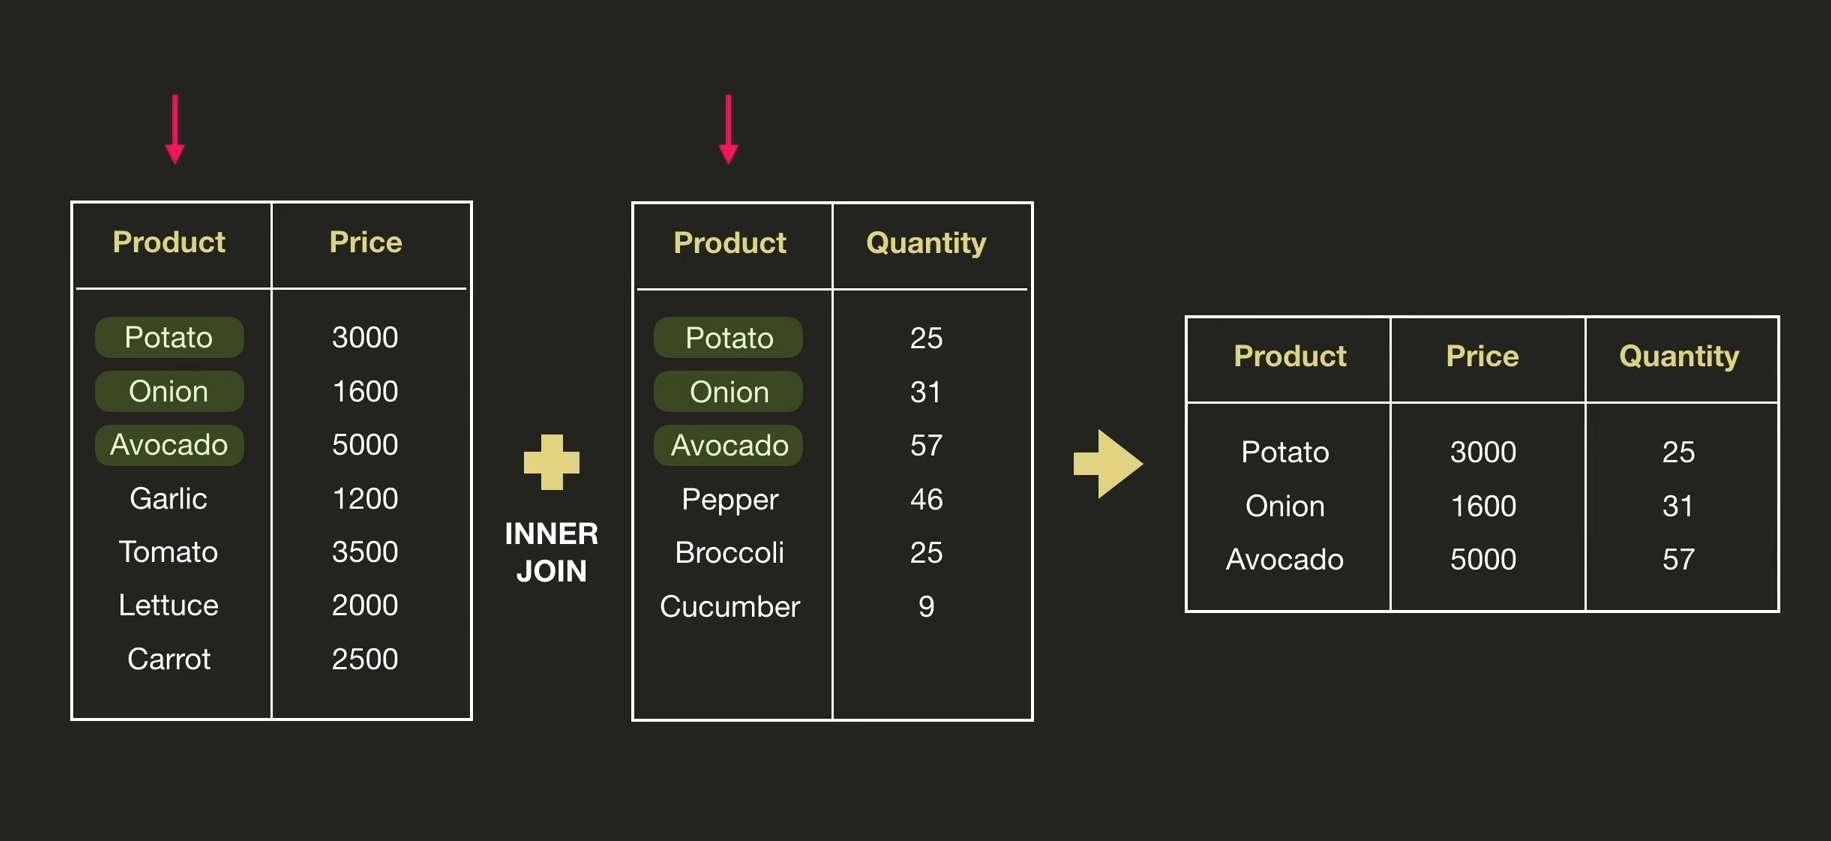 Product Price
Potato 3000
Onion 1600
Avocado 5000
Garlic 1200
Tomato 3500
Lettuce 2000
Carrot 2500
INNER
JOIN
Product Quantity
Potato 25
Onion 31
Avocado 57
Pepper 46
Broccoli 25
Cucumber 9
Product Price Quantity
Potato 3000 25
Onion 1600 31
Avocado 5000 57